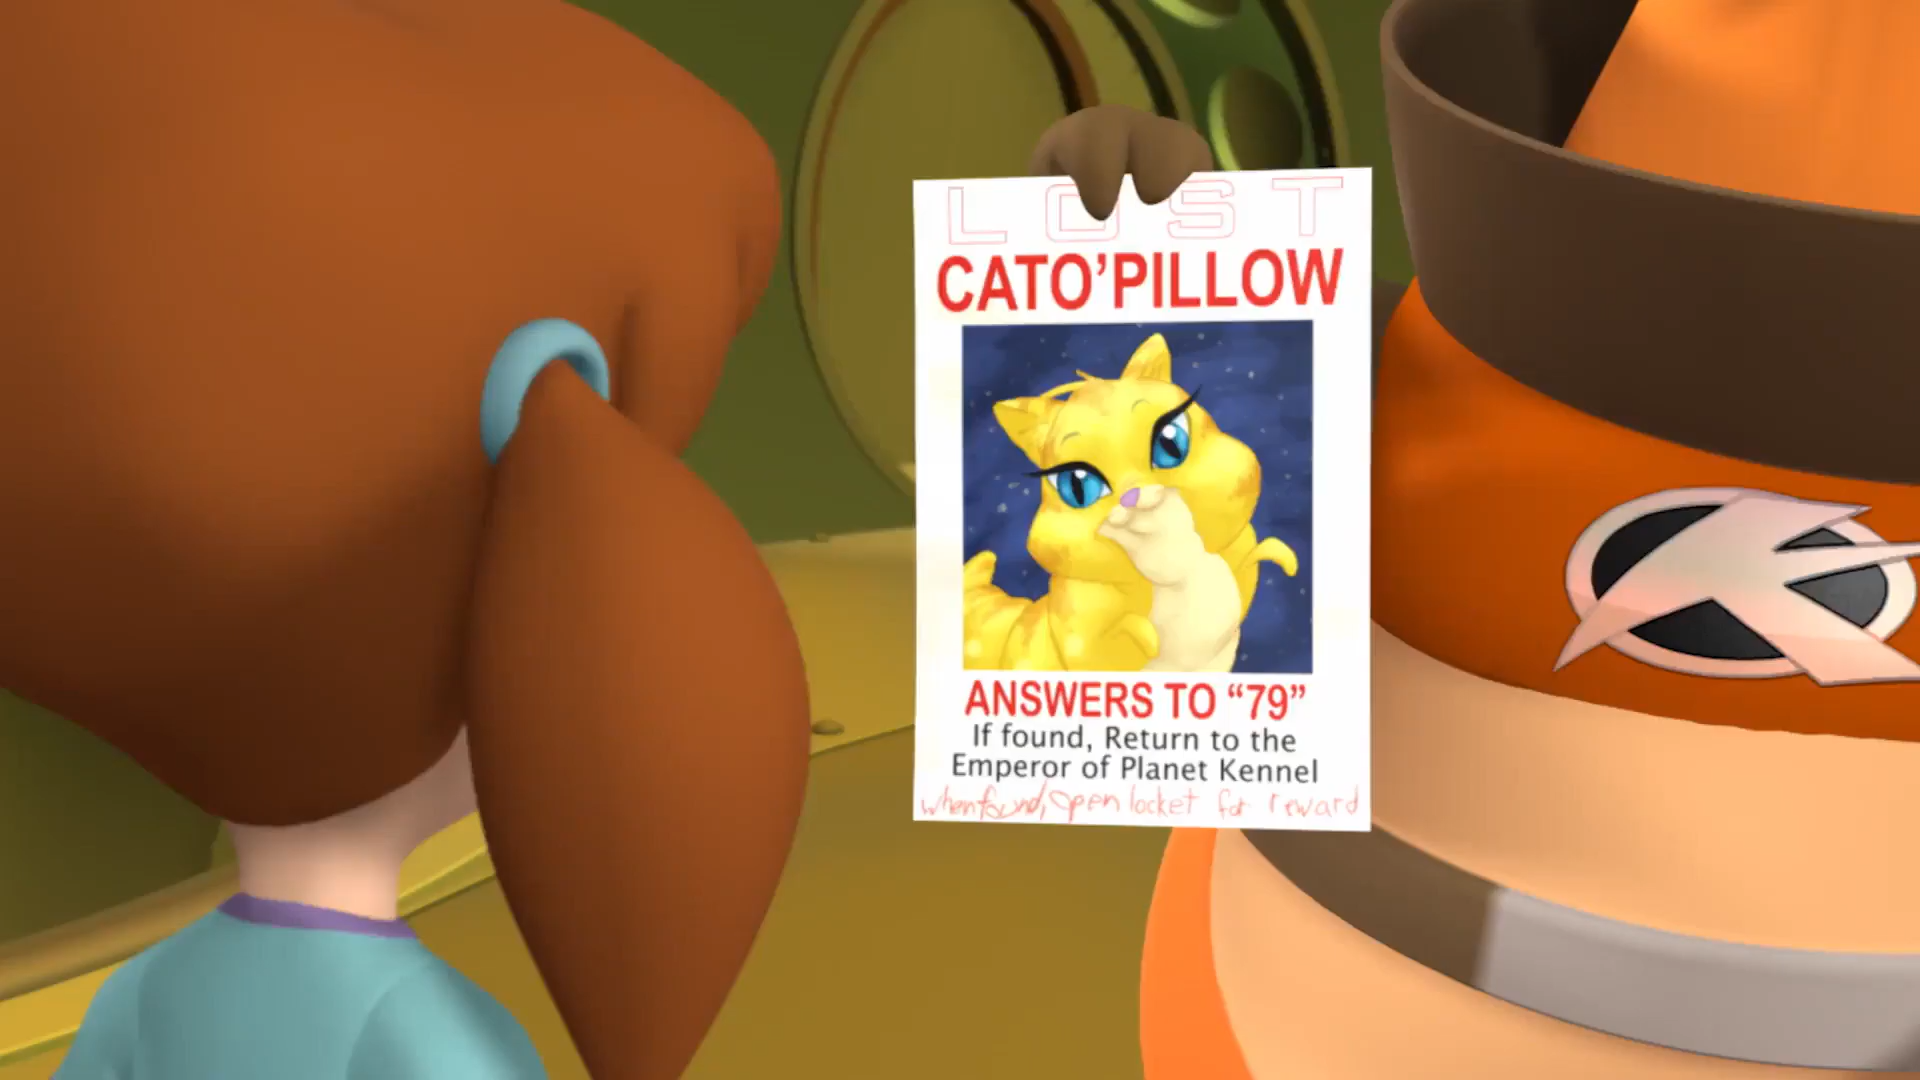 LOST
CATO'PILLOW
ANSWERS TO “79”
If found, Return to the
Emperor of Planet Kennel
when found, open locket for reward